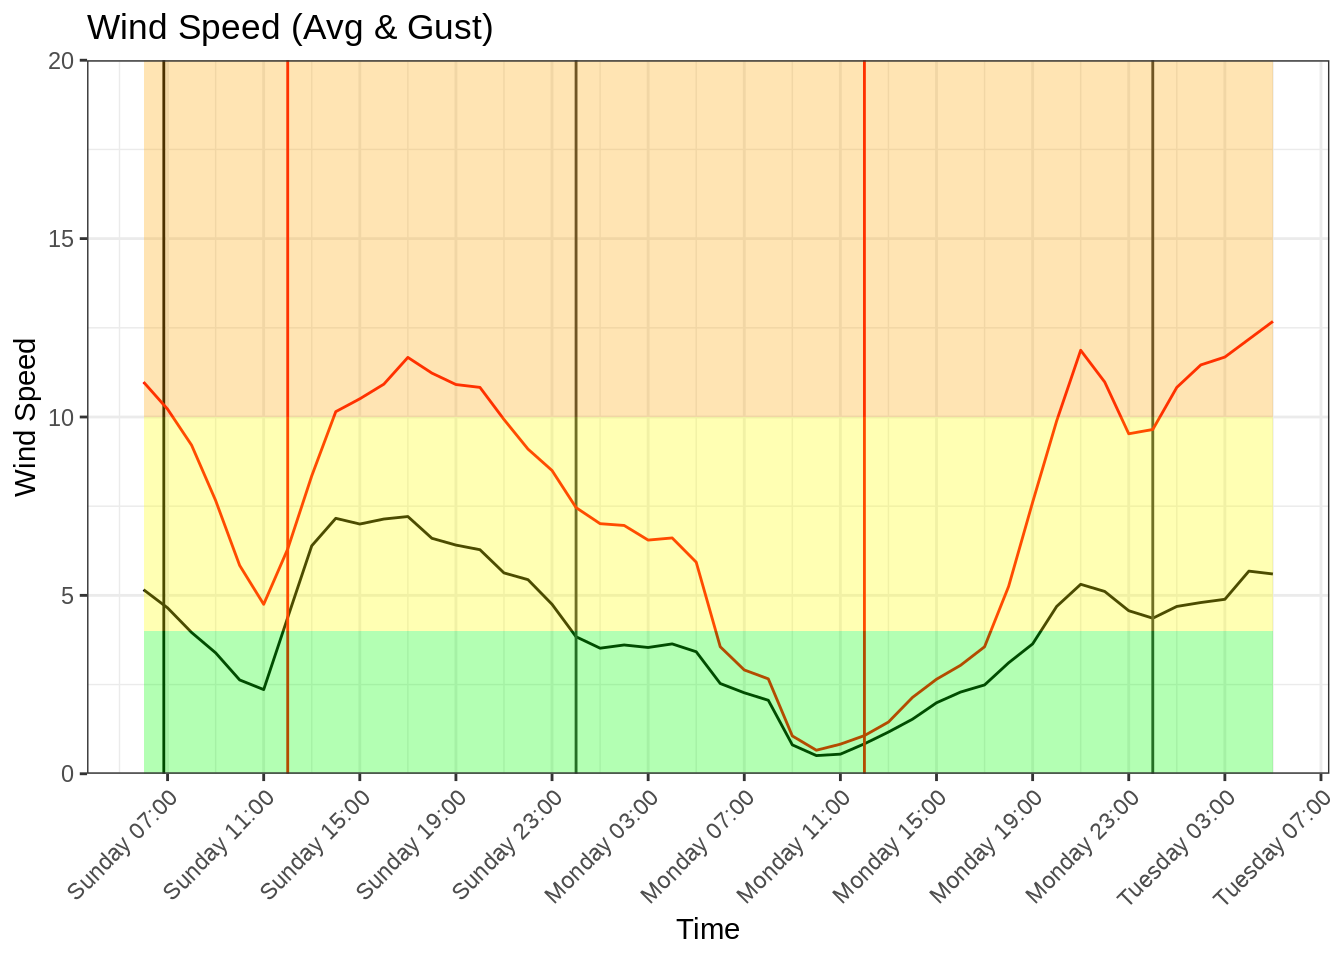 Wind Speed (Avg & Gust)
20
15
10
5
0
Wind Speed
Sunday 07:00
Sunday 11:00
Sunday 15:00
Sunday 19:00
Sunday 23:00
Monday 03:00
Monday 07:00
Monday 11:00
Monday 15:00
Monday 19:00
Monday 23:00
Tuesday 03:00
Tuesday 07:00
Time